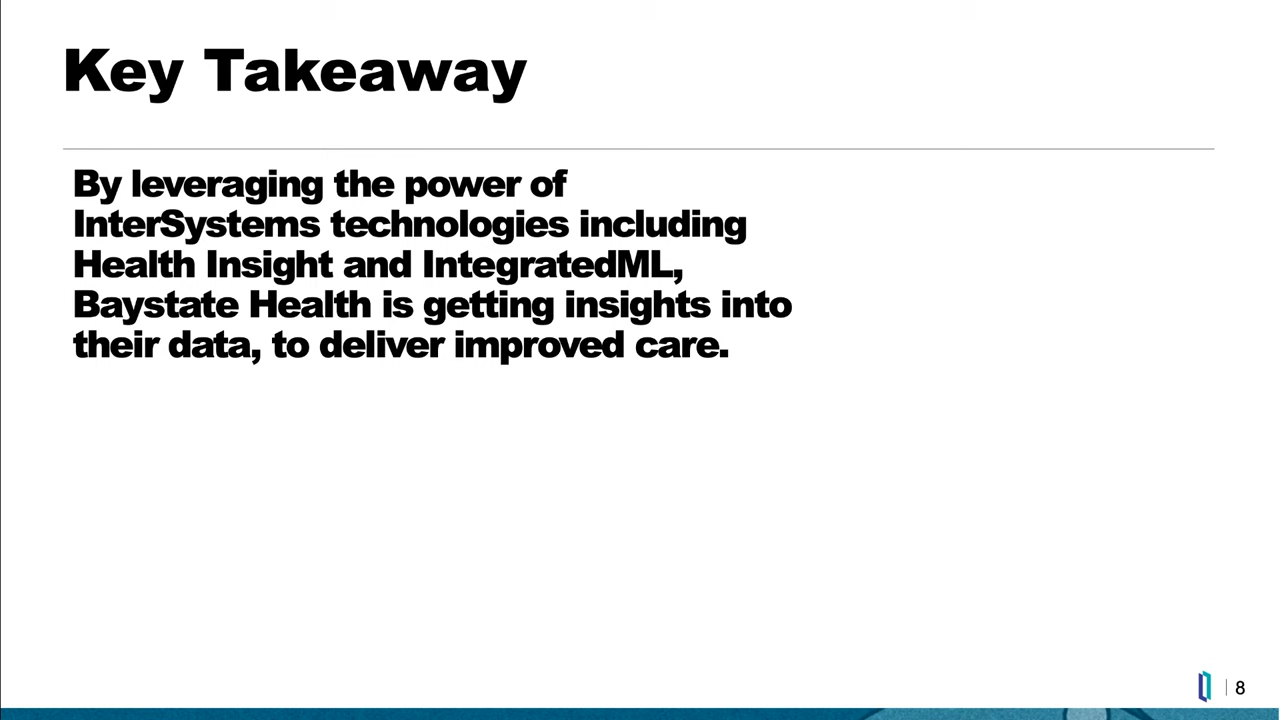 Key Takeaway
By leveraging the power of
InterSystems technologies including
Health Insight and IntegratedML,
Baystate Health is getting insights into
their data, to deliver improved care.
8